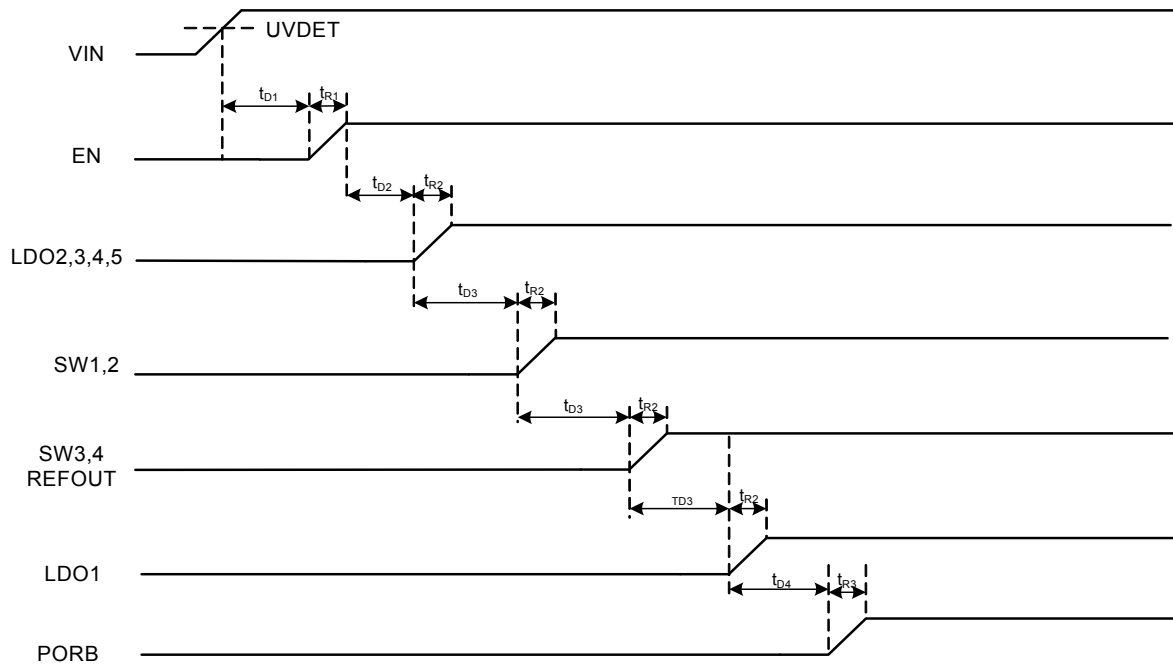 UVDET
VIN
tD1 tR1
EN
tD2 tR2
LDO2,3,4,5
tD3 tR2
SW1,2
tD3 tR2
SW3,4
REFOUT
TD3 tR2
LDO1
tD4 tR3
PORB